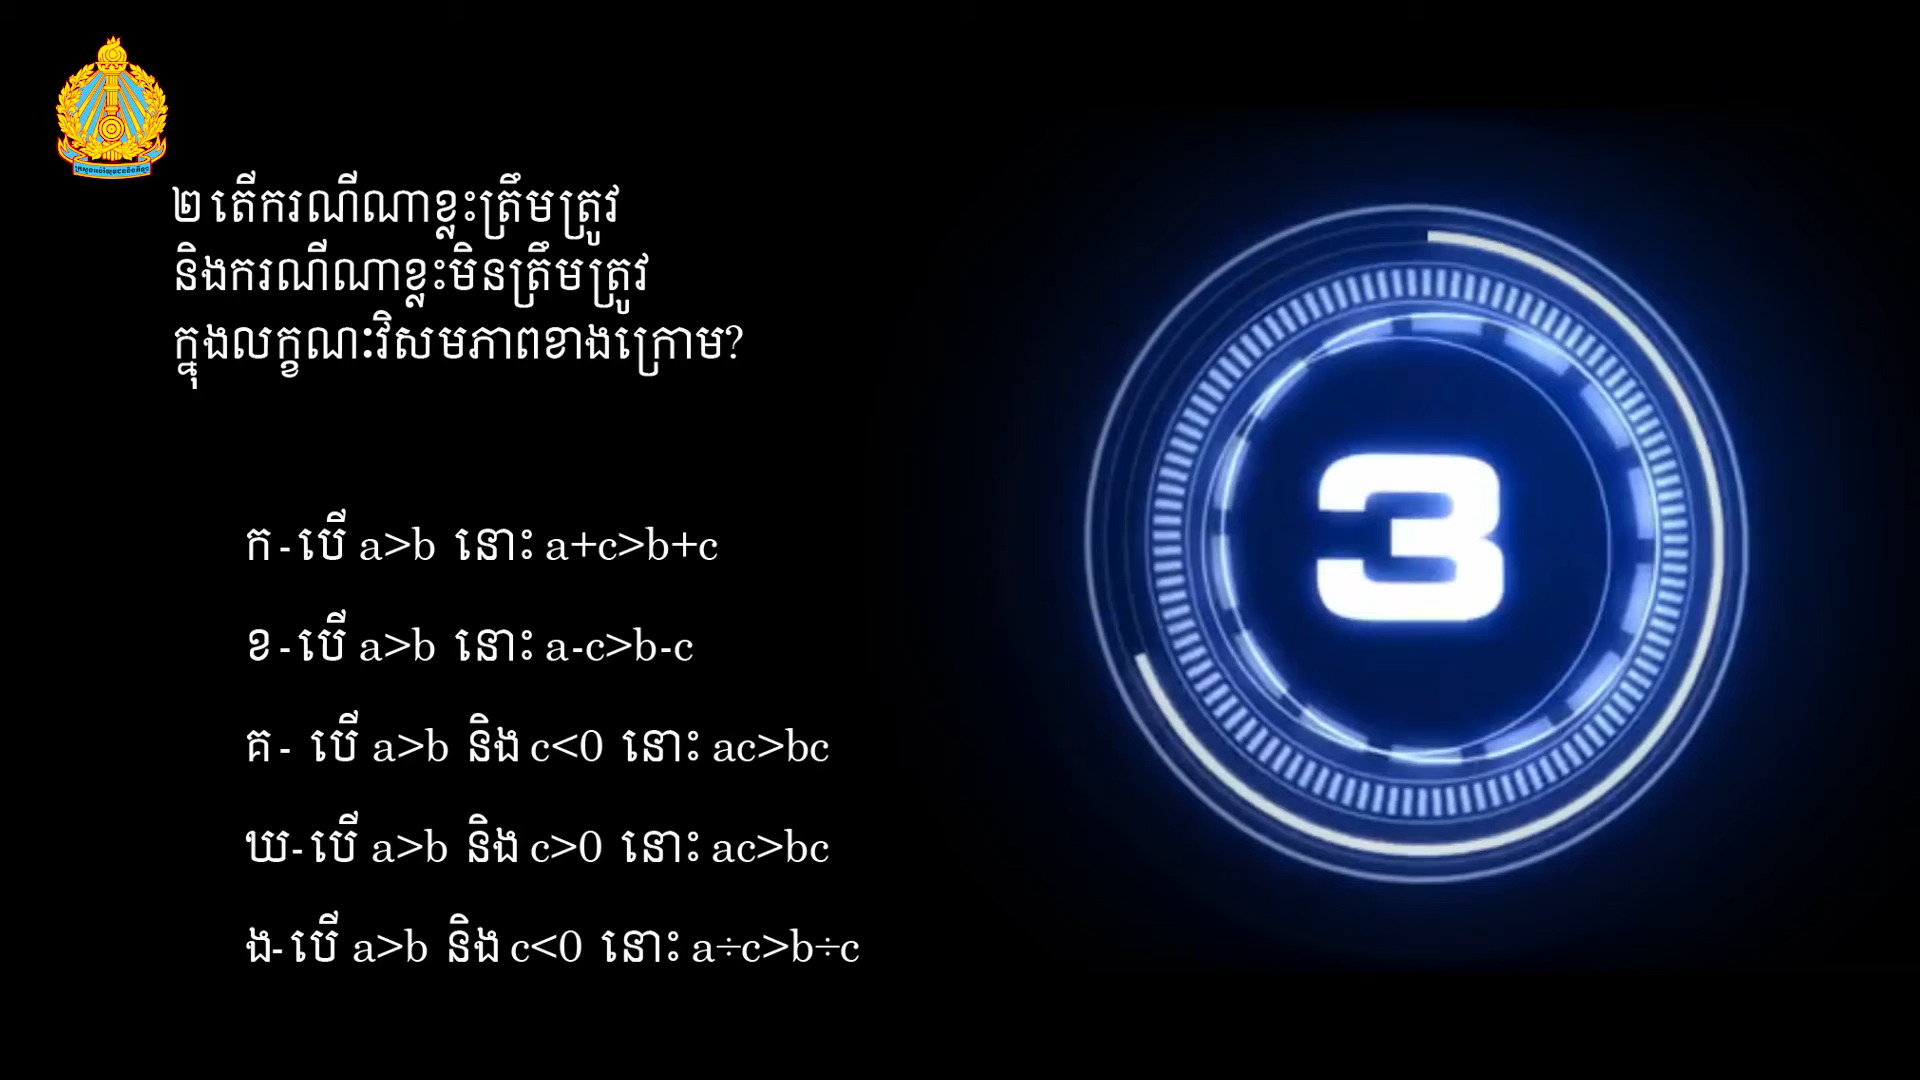 ២ តើករណីណាខ្លះត្រឹមត្រូវ
និងករណីណាខ្លះមិនត្រឹមត្រូវ
ក្នុងលក្ខណៈវិសមភាពខាងក្រោម?
ក - បើ a>b នោះ a+c>b+c
ខ - បើ a>b នោះ a-c>b-c
គ - បើ a>b និង c<0 នោះ ac>bc
ឃ- បើ a>b និង c>0 នោះ ac>bc
ង- បើ a>b និង c<0 នោះ a÷c>b÷c
3